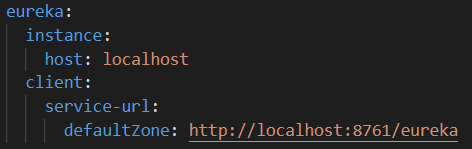 eureka:
  instance:
    host: localhost
  client:
    service-url:
      defaultZone: http://localhost:8761/eureka